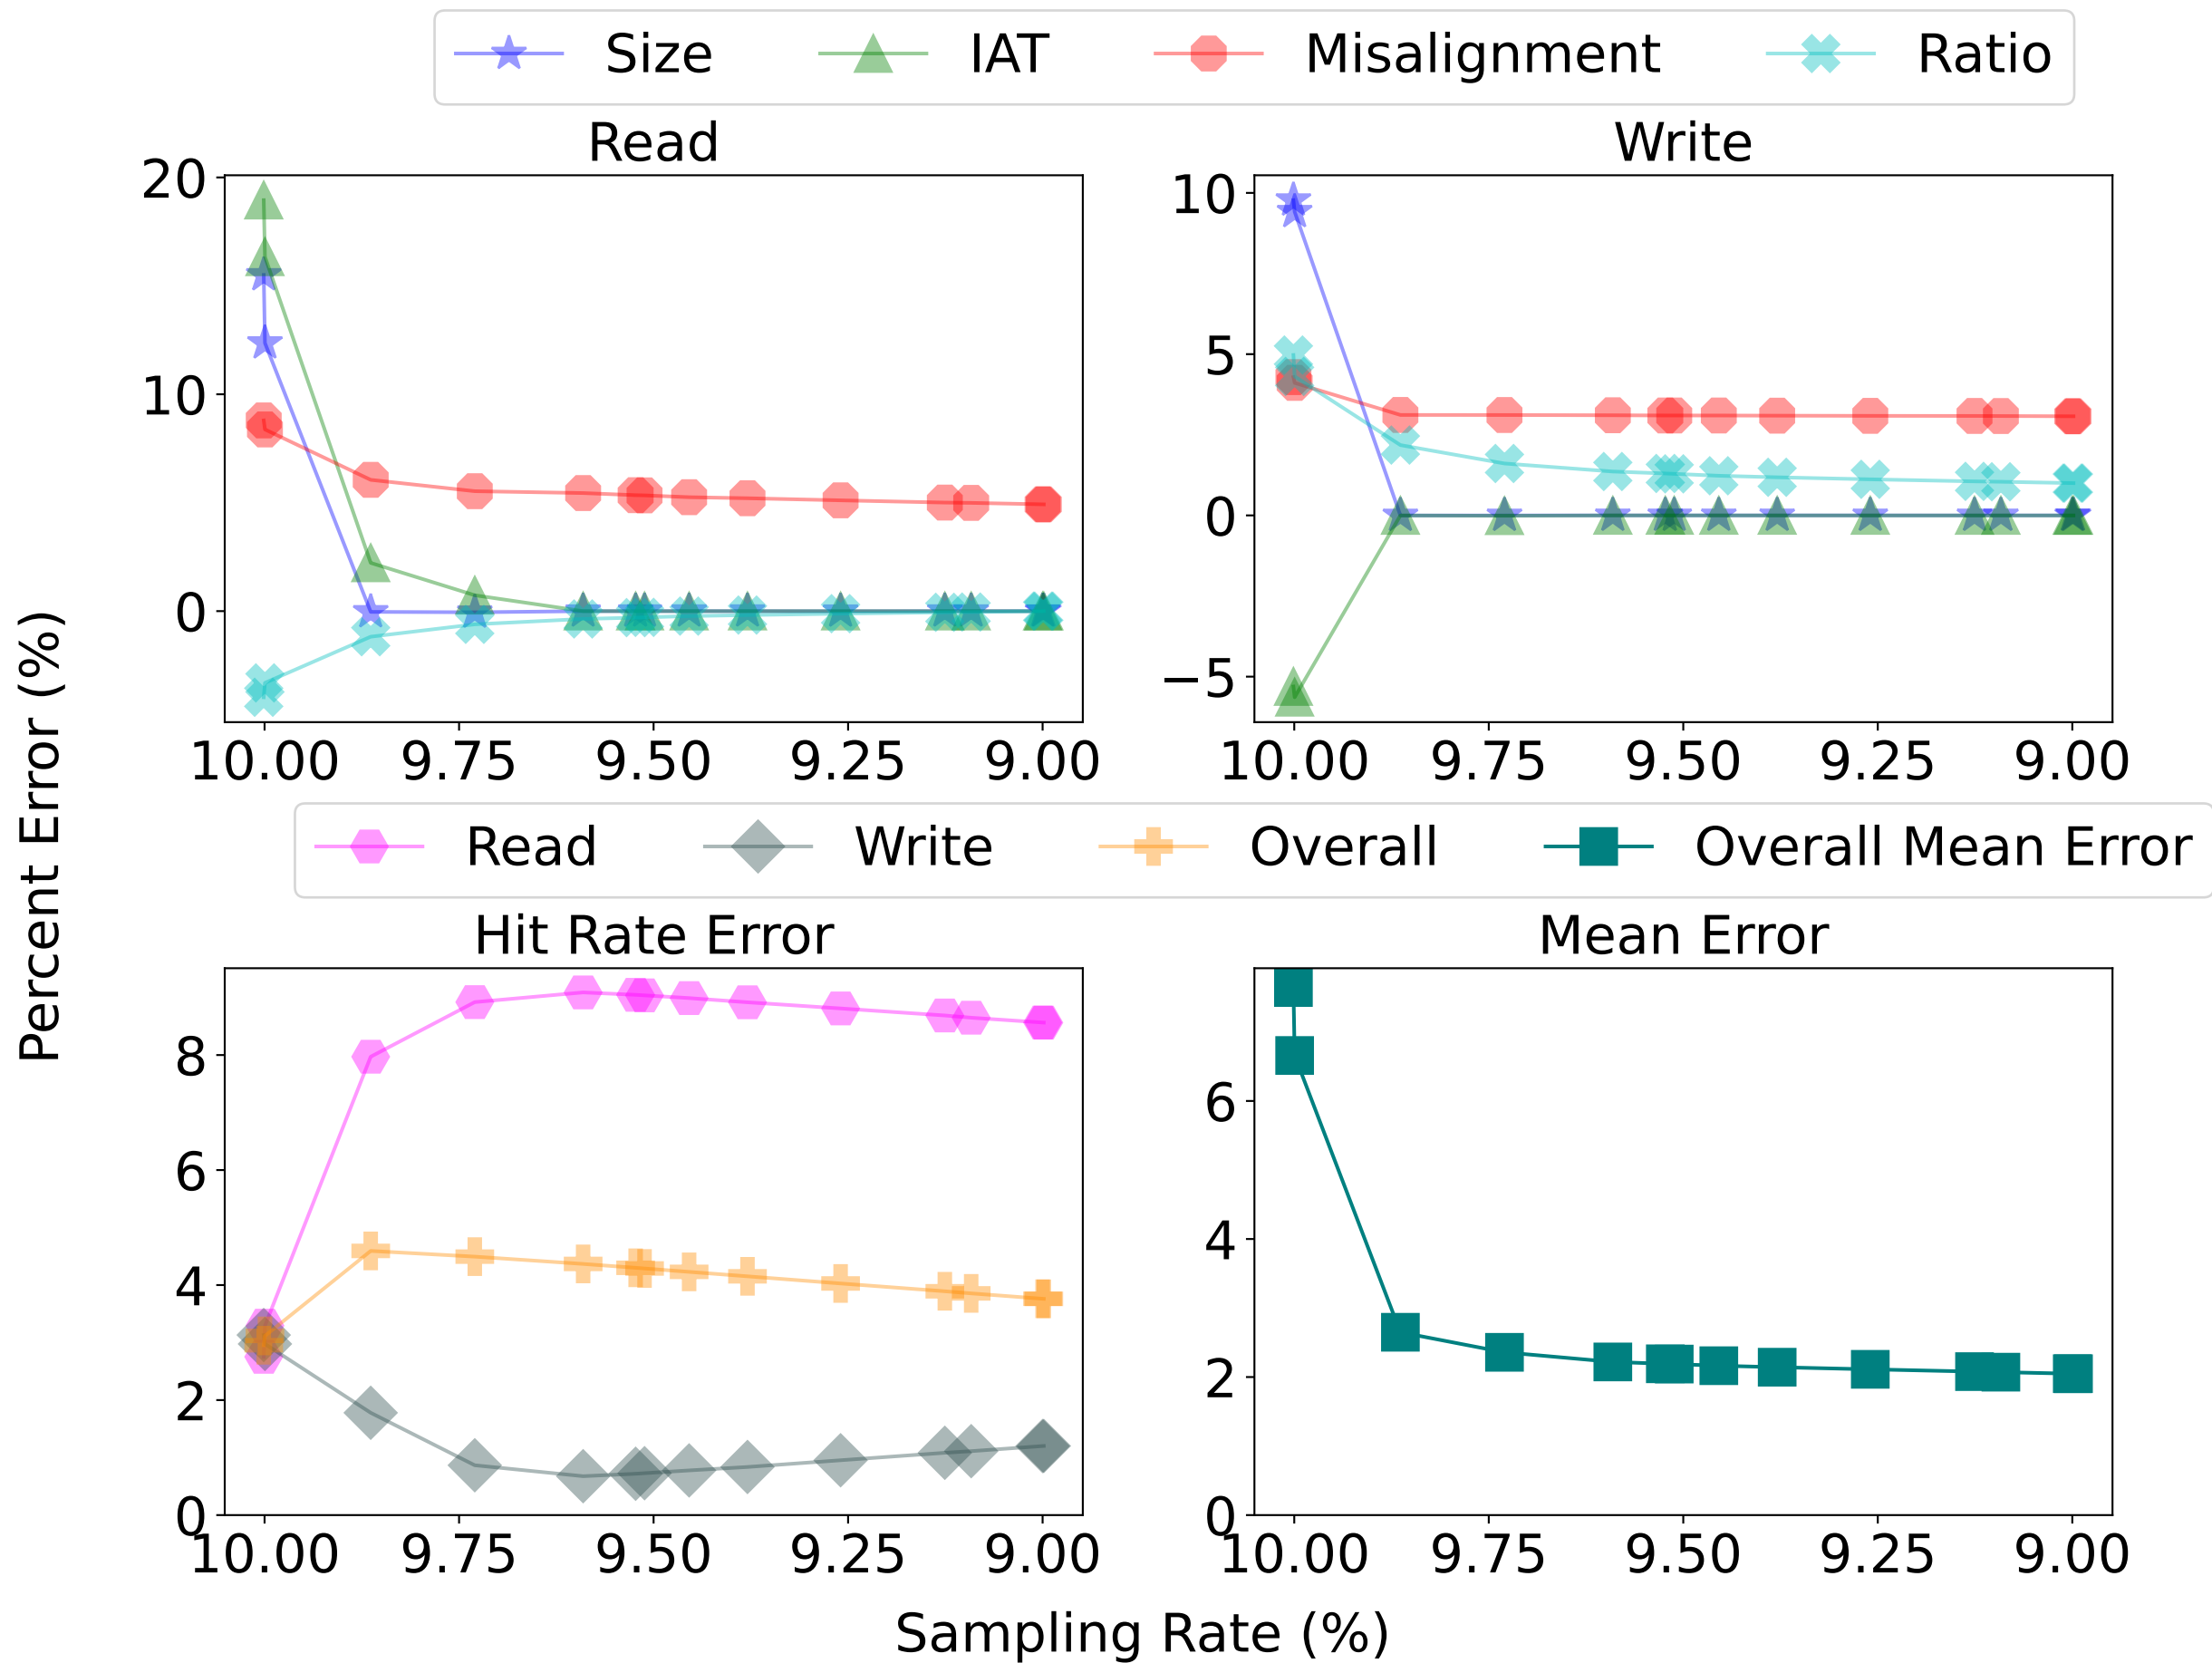 Size IAT Misalignment Ratio
Read Write
20
10
0
10.00 9.75 9.50 9.25 9.00
10
5
0
−5
10.00 9.75 9.50 9.25 9.00
Percent Error (%)
Read Write Overall Overall Mean Error
Hit Rate Error Mean Error
8
6
4
2
0
10.00 9.75 9.50 9.25 9.00
6
4
2
0
10.00 9.75 9.50 9.25 9.00
Sampling Rate (%)